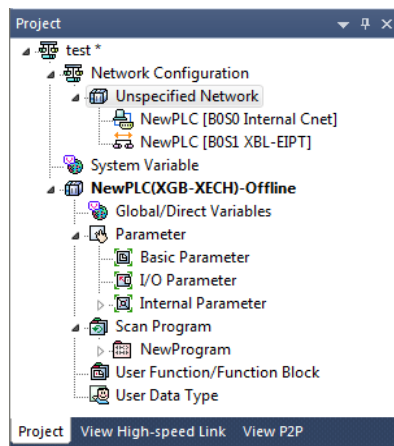 Project
test *
Network Configuration
Unspecified Network
NewPLC [B0S0 Internal Cnet]
NewPLC [B0S1 XBL-EIPT]
System Variable
NewPLC(XGB-XECH)-Offline
Global/Direct Variables
Parameter
Basic Parameter
I/O Parameter
Internal Parameter
Scan Program
NewProgram
User Function/Function Block
User Data Type
Project View High-speed Link View P2P